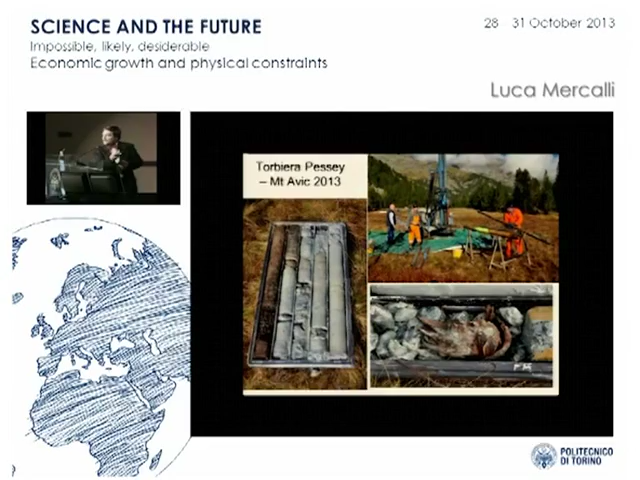 SCIENCE AND THE FUTURE
Impossible, likely, desiderable
Economic growth and physical constraints
28 31 October 2013
Luca Mercalli
Torbiera Pessey
– Mt Avic 2013
POLITECNICO
DI TORINO